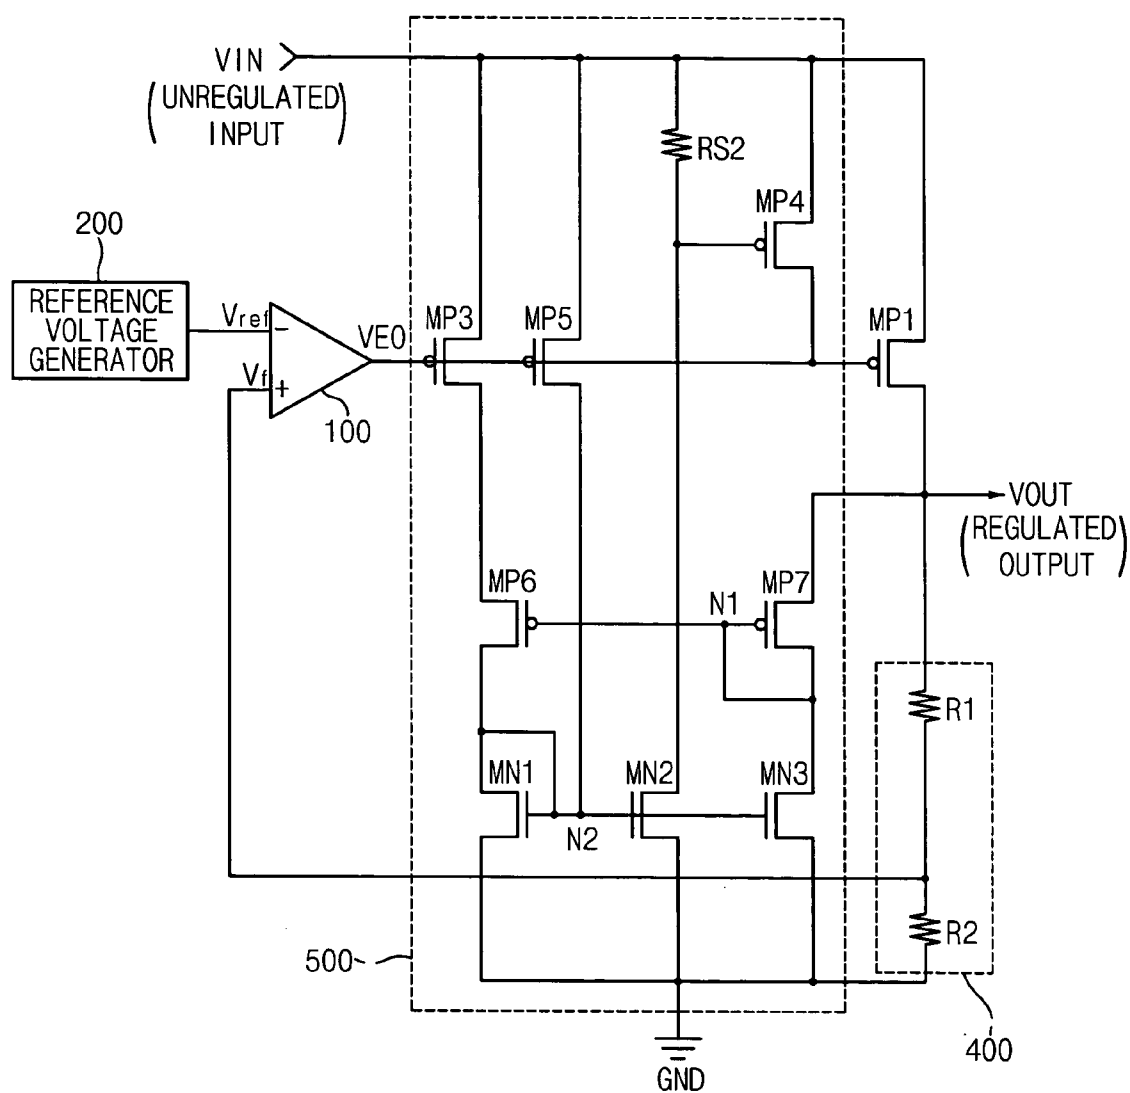 VIN
(UNREGULATED)
INPUT
RS2
MP4
200
REFERENCE
VOLTAGE
GENERATOR
Vref
−
Vf
+
100
VEO
MP3
MP5
MP1
VOUT
(REGULATED)
OUTPUT
MP6
N1
MP7
R1
MN1
N2
MN2
MN3
R2
500
400
GND